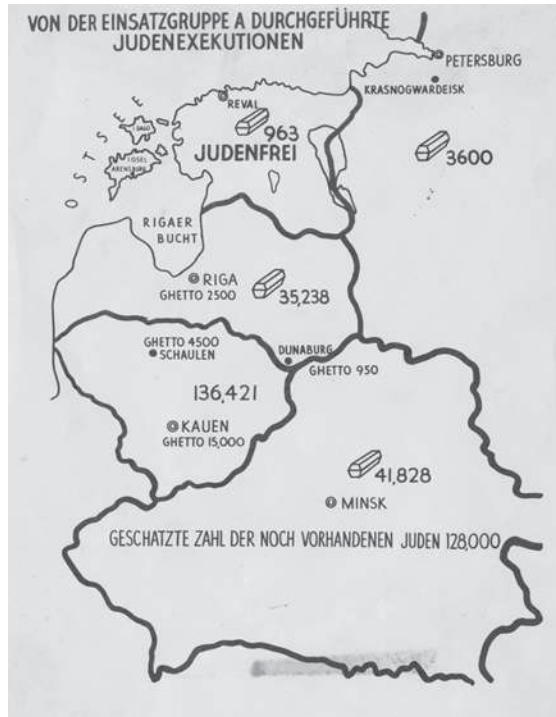 VON DER EINSATZGRUPPE A DURCHGEFÜHRTE
JUDENEXEKUTIONEN
PETERSBURG
KRASNOGWARDEISK
REVAL
963
JUDENFREI
3600
OSTSEE
DAGO
ÖSEL
ARENSBURG
RIGAER
BUCHT
RIGA
GHETTO 2500
35,238
GHETTO 4500
SCHAULEN
DUNABURG
GHETTO 950
136,421
KAUEN
GHETTO 15,000
41,828
MINSK
GESCHATZTE ZAHL DER NOCH VORHANDENEN JUDEN 128,000